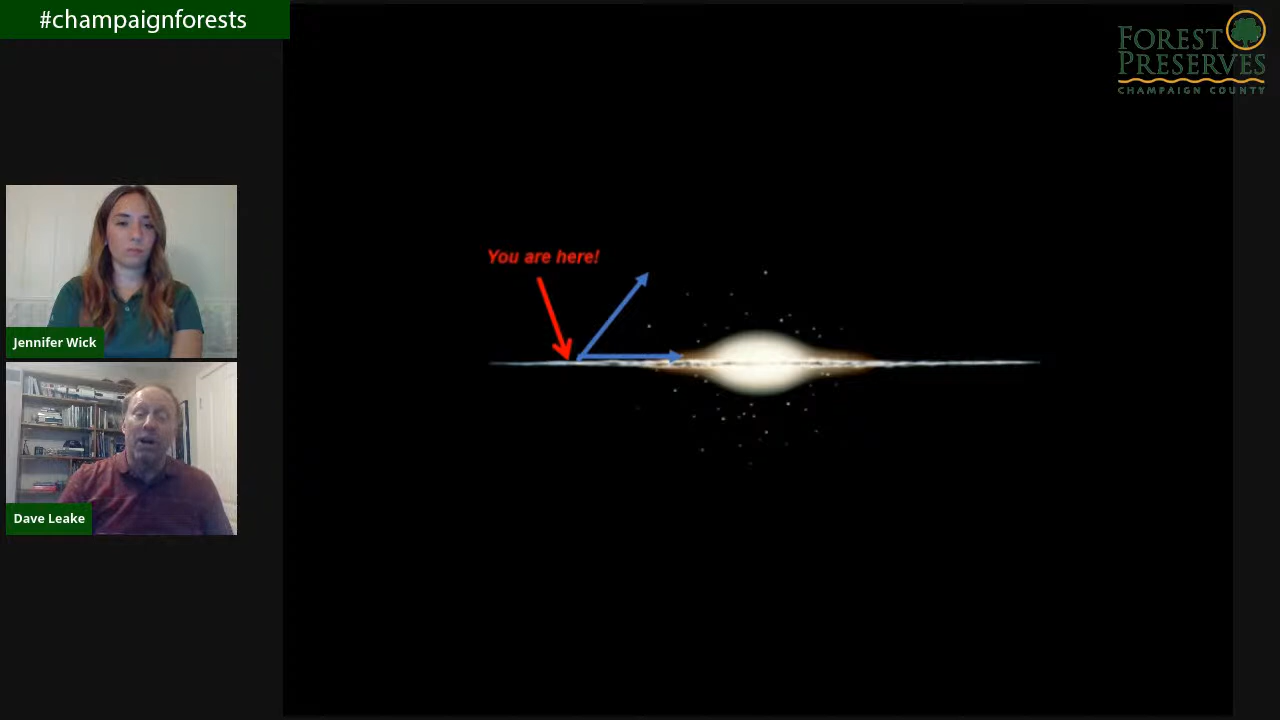 #champaignforests
FOREST
PRESERVES
CHAMPAIGN COUNTY
You are here!
Jennifer Wick
Dave Leake